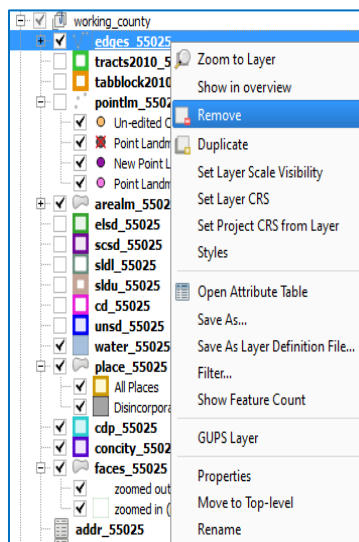 working_county
edges_55025
tracts2010_5
tabblock2010
pointlm_5502
Un-edited C
Point Landm
New Point L
Point Landm
arealm_5502
elsd_55025
scsd_55025
sldl_55025
sldu_55025
cd_55025
unsd_55025
water_55025
place_55025
All Places
Disincorpora
cdp_55025
concity_5502
faces_55025
zoomed out
zoomed in (
addr_55025
Zoom to Layer
Show in overview
Remove
Duplicate
Set Layer Scale Visibility
Set Layer CRS
Set Project CRS from Layer
Styles
Open Attribute Table
Save As...
Save As Layer Definition File...
Filter...
Show Feature Count
GUPS Layer
Properties
Move to Top-level
Rename